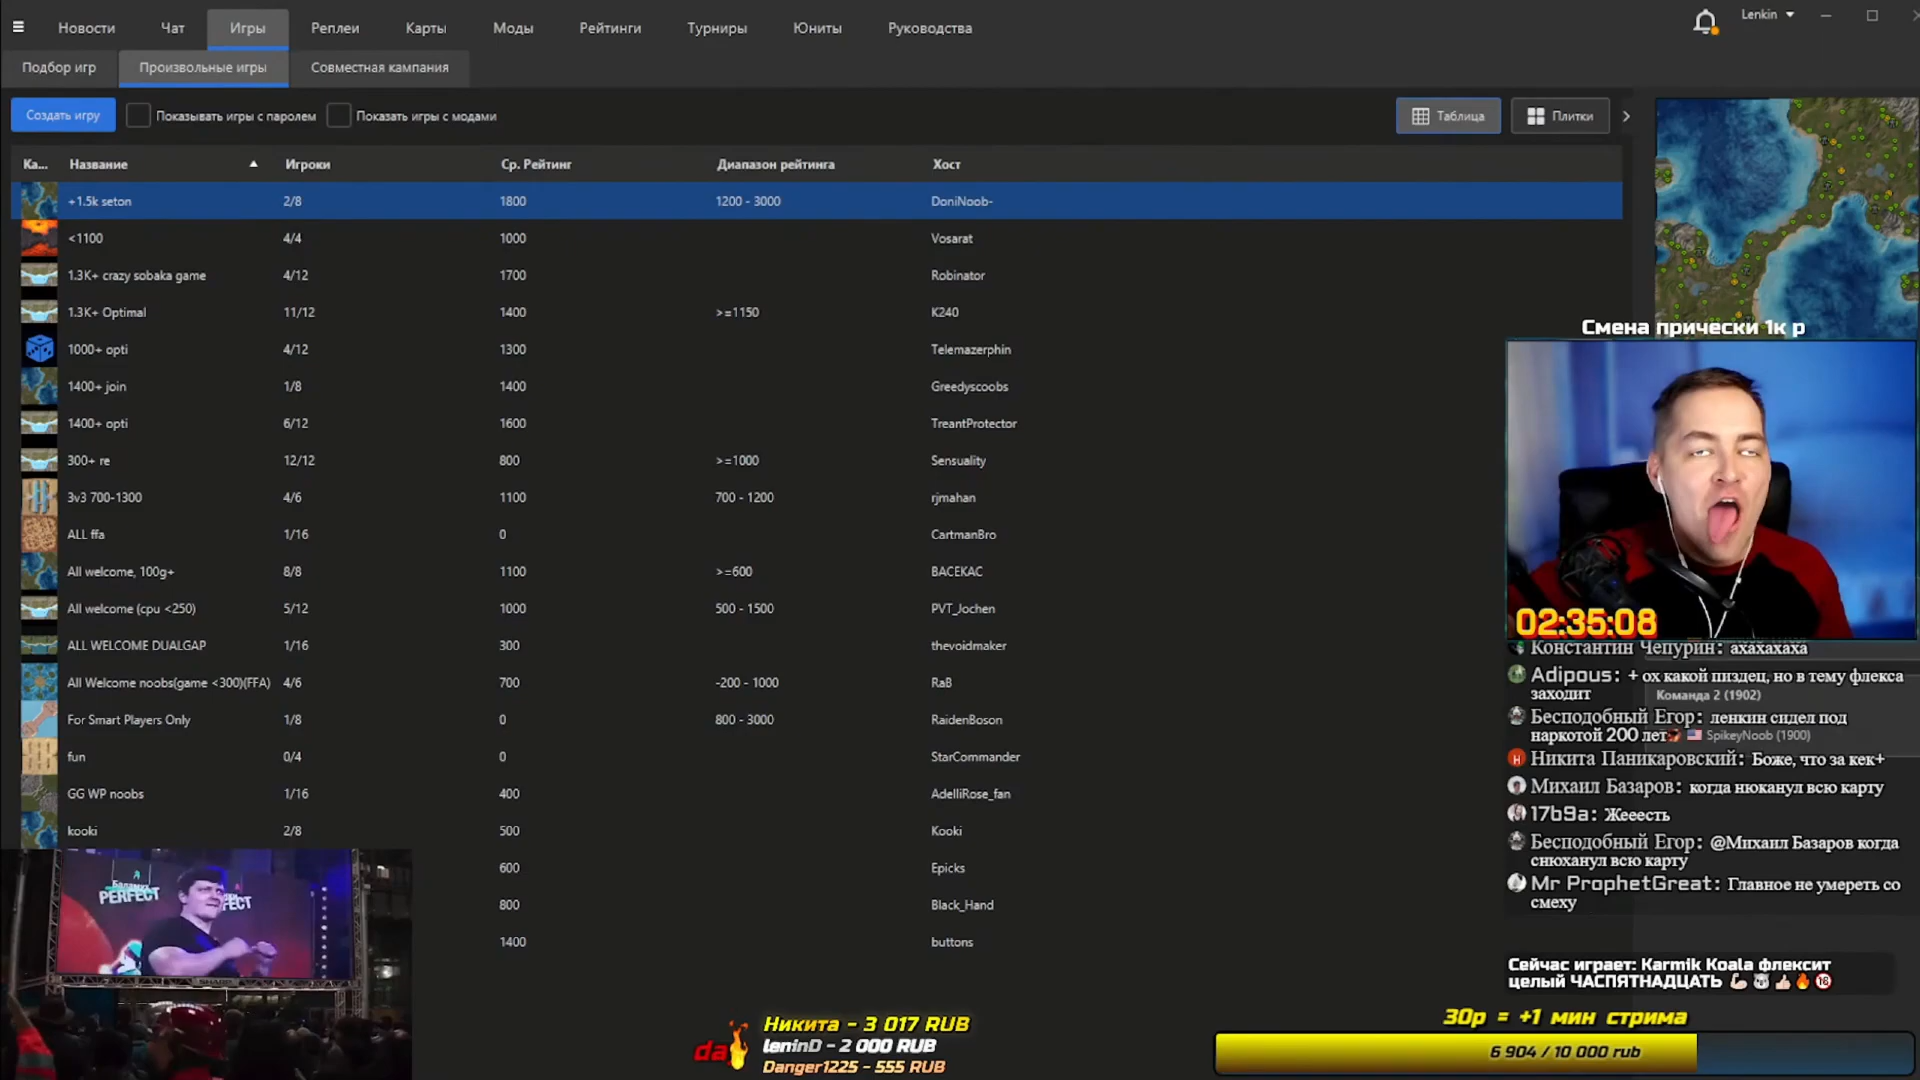 Новости Чат Игры Реплеи Карты Моды Рейтинги Турниры Юниты Руководства Lenkin
Подбор игр Произвольные игры Совместная кампания
Создать игру Показывать игры с паролем Показать игры с модами Таблица Плитки
Ка... Название Игроки Ср. Рейтинг Диапазон рейтинга Хост
+1.5k seton 2/8 1800 1200 - 3000 DoniNoob-
<1100 4/4 1000 Vosarat
1.3K+ crazy sobaka game 4/12 1700 Robinator
1.3K+ Optimal 11/12 1400 >=1150 K240
1000+ opti 4/12 1300 Telemazerphin
1400+ join 1/8 1400 Greedyscoobs
1400+ opti 6/12 1600 TreantProtector
300+ re 12/12 800 >=1000 Sensuality
3v3 700-1300 4/6 1100 700 - 1200 rjmahan
ALL ffa 1/16 0 CartmanBro
All welcome, 100g+ 8/8 1100 >=600 BACEKAC
All welcome (cpu <250) 5/12 1000 500 - 1500 PVT_Jochen
ALL WELCOME DUALGAP 1/16 300 thevoidmaker
All Welcome noobs(game <300)(FFA) 4/6 700 -200 - 1000 RaB
For Smart Players Only 1/8 0 800 - 3000 RaidenBoson
fun 0/4 0 StarCommander
GG WP noobs 1/16 400 AdelliRose_fan
kooki 2/8 500 Kooki
600 Epicks
800 Black_Hand
1400 buttons
Смена прически 1к р
02:35:08
Константин Чепурин: ахахахаха
Adipous: + ох какой пиздец, но в тему флекса
заходит
Команда 2 (1902)
Бесподобный Егор: ленкин сидел под
наркотой 200 лет
SpikeyNoob (1900)
Никита Паникаровский: Боже, что за кек+
Михаил Базаров: когда нюканул всю карту
17b9a: Жееесть
Бесподобный Егор: @Михаил Базаров когда
снюханул всю карту
Mr ProphetGreat: Главное не умереть со
смеху
Сейчас играет: Karmik Koala флексит
целый ЧАСПЯТНАДЦАТЬ
PERFECT
da
Никита - 3 017 RUB
leninD - 2 000 RUB
Danger1225 - 555 RUB
30р = +1 мин стрима
6 904 / 10 000 rub